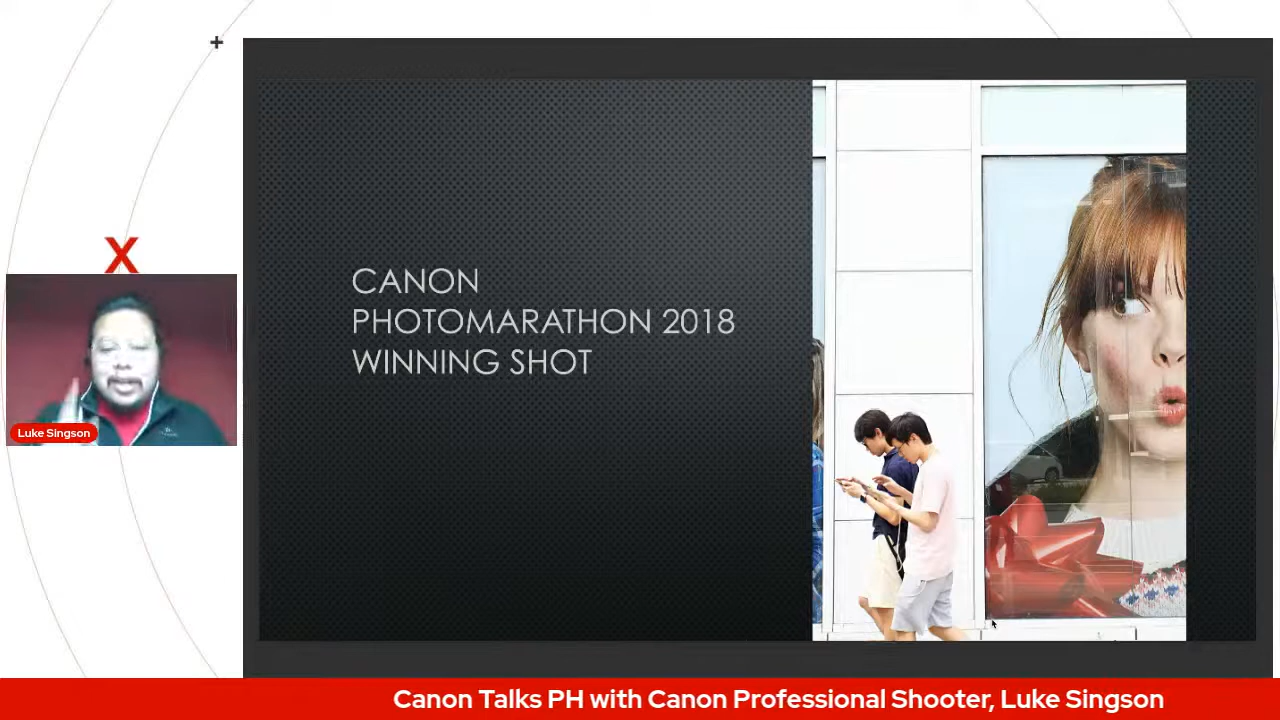 CANON
PHOTOMARATHON 2018
WINNING SHOT
X
Luke Singson
Canon Talks PH with Canon Professional Shooter, Luke Singson